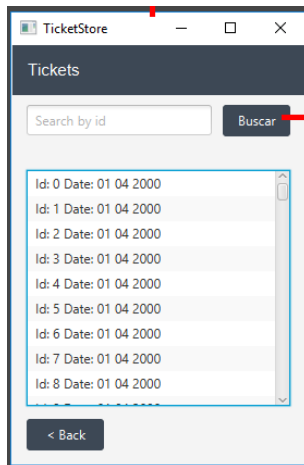 TicketStore
Tickets
Search by id
Buscar
Id: 0 Date: 01 04 2000
Id: 1 Date: 01 04 2000
Id: 2 Date: 01 04 2000
Id: 3 Date: 01 04 2000
Id: 4 Date: 01 04 2000
Id: 5 Date: 01 04 2000
Id: 6 Date: 01 04 2000
Id: 7 Date: 01 04 2000
Id: 8 Date: 01 04 2000
< Back